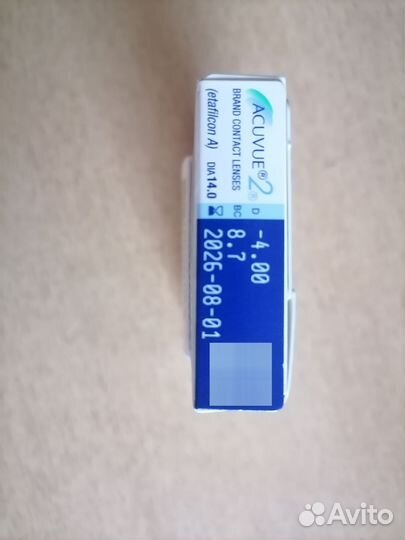 ACUVUE® 2®
BRAND CONTACT LENSES
(etafilcon A) DIA 14.0
D -4.00
BC 8.7
2026-08-01
Avito